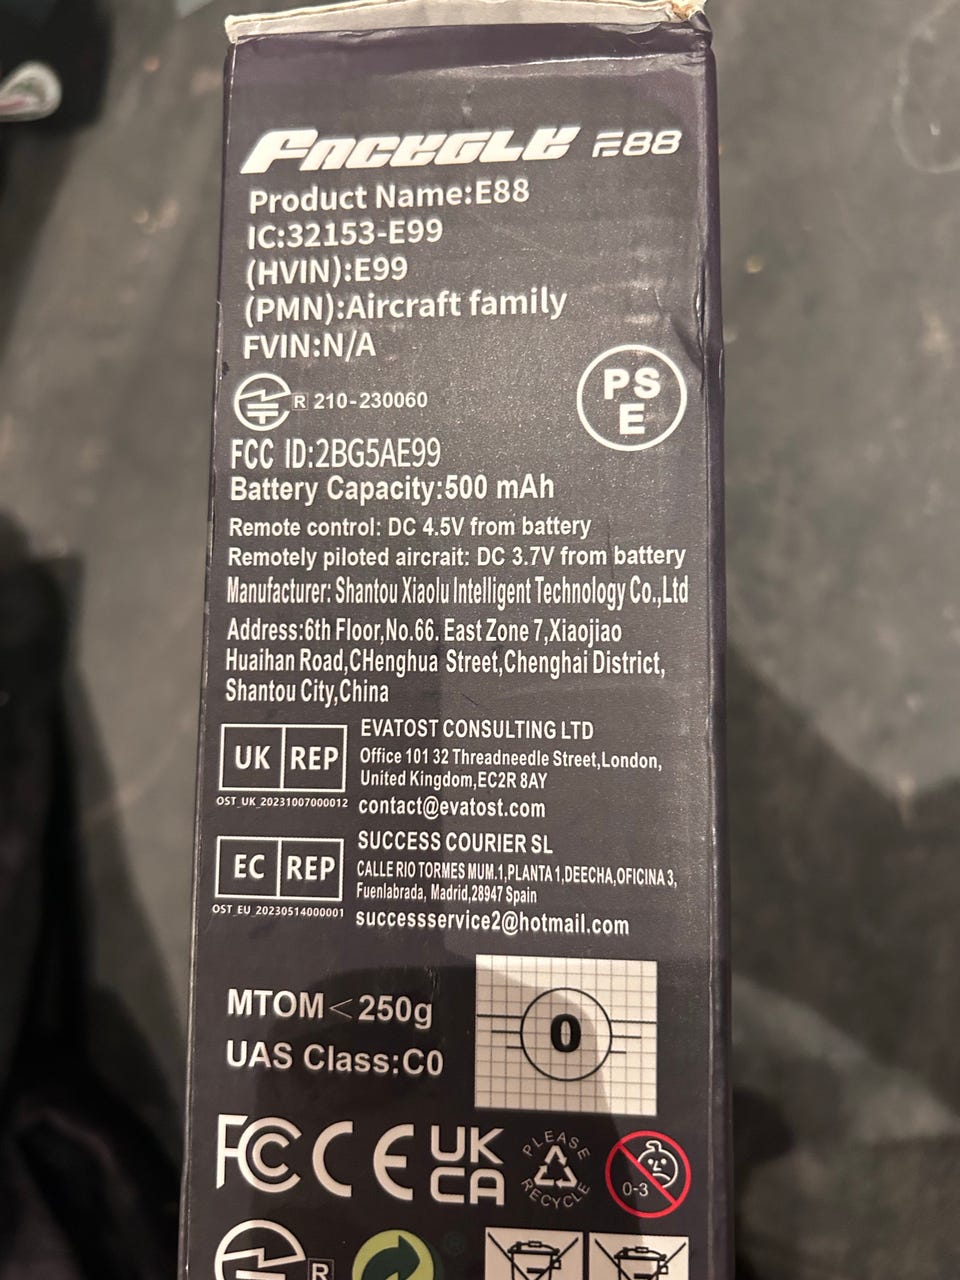 FNCEGLE E88
Product Name:E88
IC:32153-E99
(HVIN):E99
(PMN):Aircraft family
FVIN:N/A
R 210-230060
PS
E
FCC ID:2BG5AE99
Battery Capacity:500 mAh
Remote control: DC 4.5V from battery
Remotely piloted aircrait: DC 3.7V from battery
Manufacturer: Shantou Xiaolu Intelligent Technology Co.,Ltd
Address:6th Floor,No.66. East Zone 7,Xiaojiao
Huaihan Road,CHenghua Street,Chenghai District,
Shantou City,China
UK REP
OST_UK_20231007000012
EVATOST CONSULTING LTD
Office 101 32 Threadneedle Street,London,
United Kingdom,EC2R 8AY
contact@evatost.com
EC REP
OST_EU_20230514000001
SUCCESS COURIER SL
CALLE RIO TORMES MUM.1,PLANTA 1,DEECHA,OFICINA 3,
Fuenlabrada, Madrid,28947 Spain
successservice2@hotmail.com
MTOM<250g
UAS Class:C0
0
FC CE UK
CA
PLEASE
RECYCLE
0-3
R